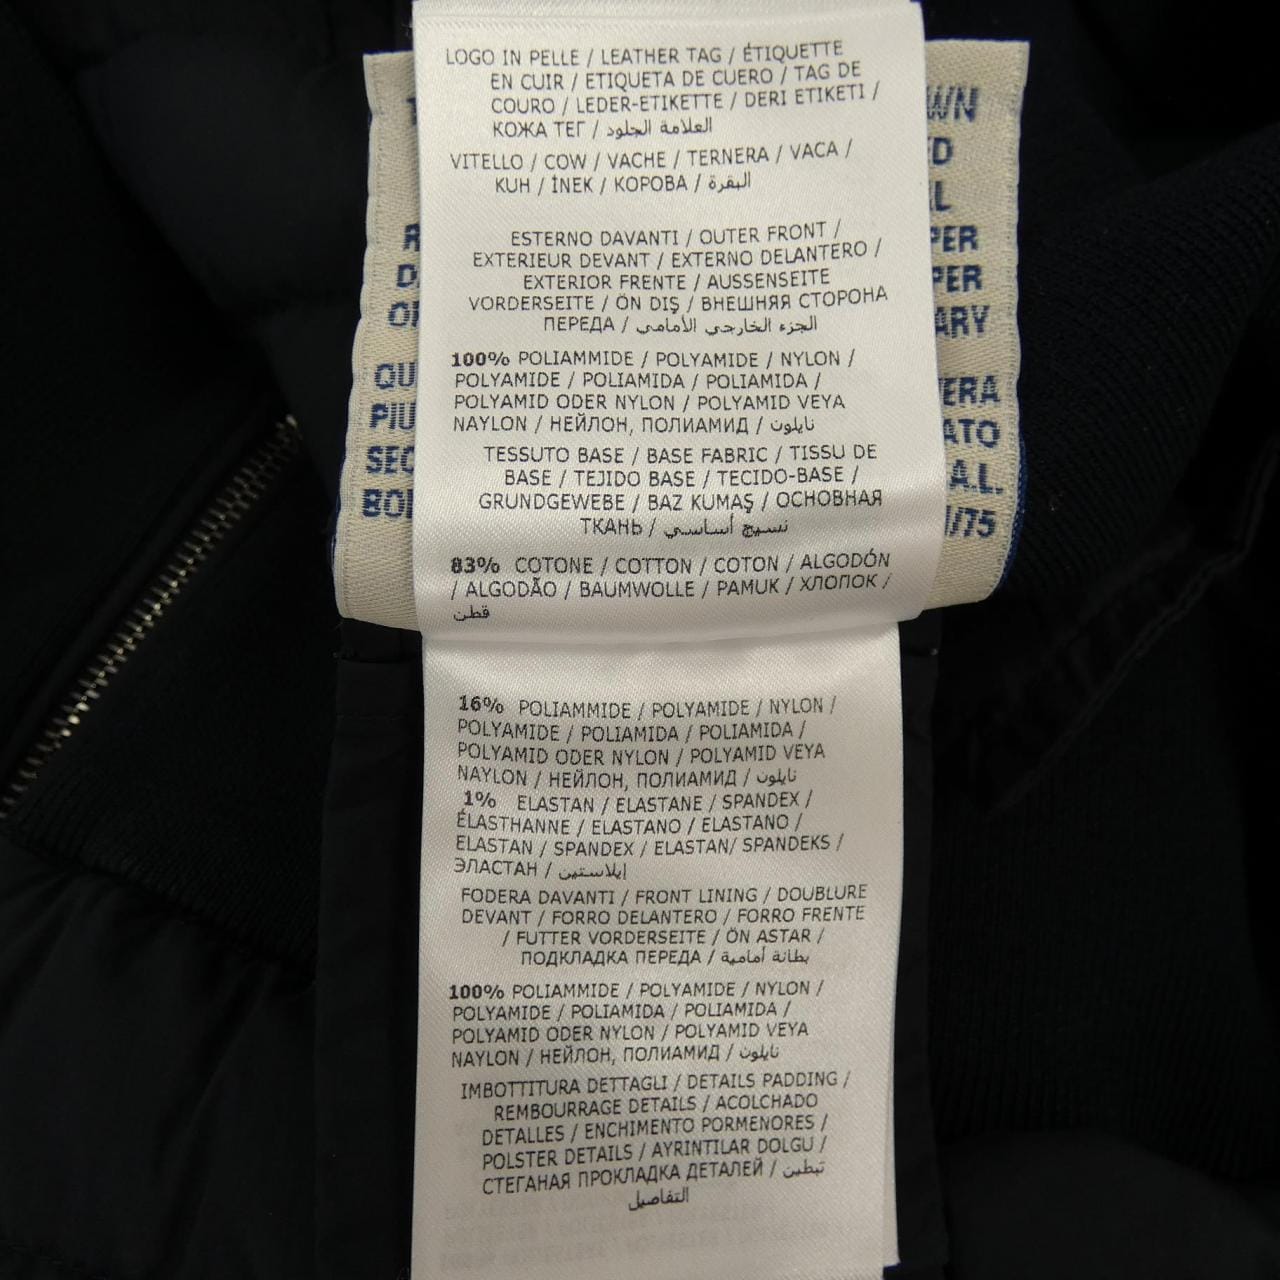 LOGO IN PELLE / LEATHER TAG / ÉTIQUETTE
EN CUIR / ETIQUETA DE CUERO / TAG DE
COURO / LEDER-ETIKETTE / DERI ETIKETI /
КОЖА ТЕГ / العلامة الجلود
VITELLO / COW / VACHE / TERNERA / VACA /
KUH / İNEK / КОРОВА / البقرة
ESTERNO DAVANTI / OUTER FRONT /
EXTERIEUR DEVANT / EXTERNO DELANTERO /
EXTERIOR FRENTE / AUSSENSEITE
VORDERSEITE / ÖN DIŞ / ВНЕШНЯЯ СТОРОНА
ПЕРЕДА / الجزء الخارجي الأمامي
100% POLIAMMIDE / POLYAMIDE / NYLON /
POLYAMIDE / POLIAMIDA / POLIAMIDA /
POLYAMID ODER NYLON / POLYAMID VEYA
NAYLON / НЕЙЛОН, ПОЛИАМИД / نايلون
TESSUTO BASE / BASE FABRIC / TISSU DE
BASE / TEJIDO BASE / TECIDO-BASE /
GRUNDGEWEBE / BAZ KUMAŞ / ОСНОВНАЯ
ТКАНЬ / نسيج أساسي
83% COTONE / COTTON / COTON / ALGODÓN
/ ALGODÃO / BAUMWOLLE / PAMUK / ХЛОПОК /
قطن
16% POLIAMMIDE / POLYAMIDE / NYLON /
POLYAMIDE / POLIAMIDA / POLIAMIDA /
POLYAMID ODER NYLON / POLYAMID VEYA
NAYLON / НЕЙЛОН, ПОЛИАМИД / نايلون
1% ELASTAN / ELASTANE / SPANDEX /
ÉLASTHANNE / ELASTANO / ELASTANO /
ELASTAN / SPANDEX / ELASTAN/ SPANDEKS /
ЭЛАСТАН / إيلاستين
FODERA DAVANTI / FRONT LINING / DOUBLURE
DEVANT / FORRO DELANTERO / FORRO FRENTE
/ FUTTER VORDERSEITE / ÖN ASTAR /
ПОДКЛАДКА ПЕРЕДА / بطانة أمامية
100% POLIAMMIDE / POLYAMIDE / NYLON /
POLYAMIDE / POLIAMIDA / POLIAMIDA /
POLYAMID ODER NYLON / POLYAMID VEYA
NAYLON / НЕЙЛОН, ПОЛИАМИД / نايلون
IMBOTTITURA DETTAGLI / DETAILS PADDING /
REMBOURRAGE DETAILS / ACOLCHADO
DETALLES / ENCHIMENTO PORMENORES /
POLSTER DETAILS / AYRINTILAR DOLGU /
СТЕГАНАЯ ПРОКЛАДКА ДЕТАЛЕЙ / تبطين
التفاصيل